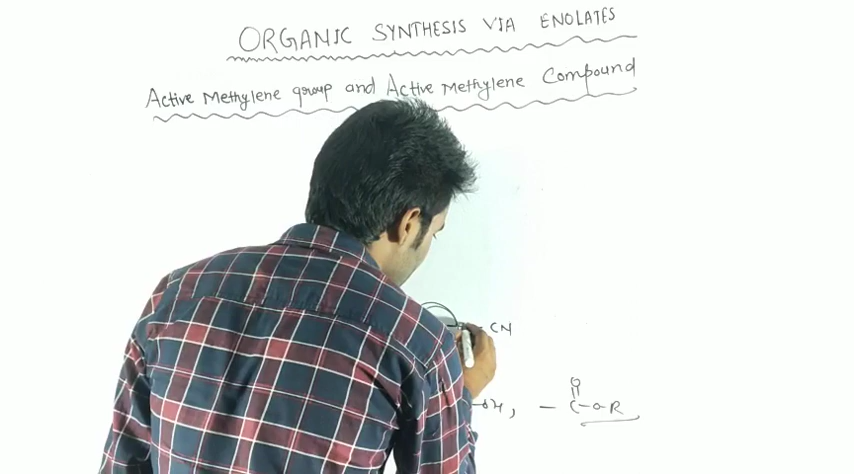 ORGANIC SYNTHESIS VIA ENOLATES
Active Methylene group and Active Methylene Compound
- CN
O
-OH, - C-O-R